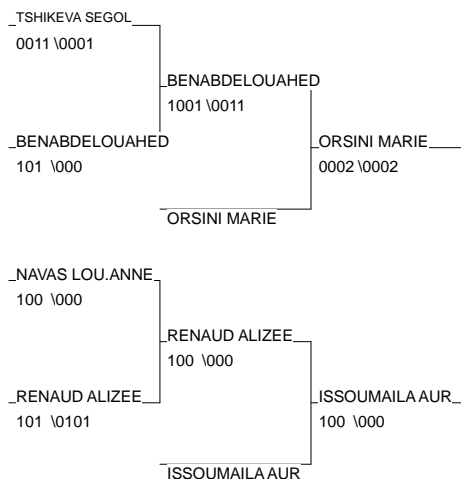 TSHIKEVA SEGOL
0011 \0001
BENABDELOUAHED
1001 \0011
BENABDELOUAHED
101 \000
ORSINI MARIE
0002 \0002
ORSINI MARIE
NAVAS LOU.ANNE
100 \000
RENAUD ALIZEE
100 \000
RENAUD ALIZEE
101 \0101
ISSOUMAILA AUR
100 \000
ISSOUMAILA AUR